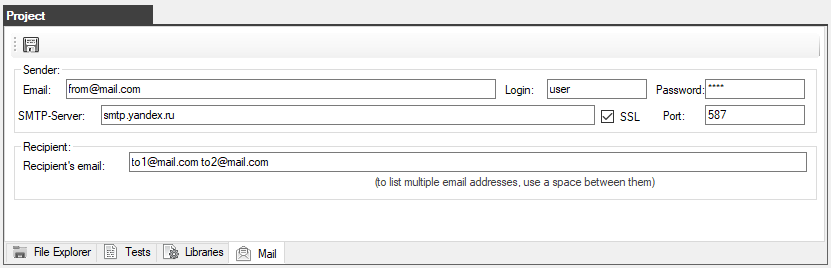 Project
Sender:
Email: from@mail.com Login: user Password: ****
SMTP-Server: smtp.yandex.ru SSL Port: 587
Recipient:
Recipient's email: to1@mail.com to2@mail.com
(to list multiple email addresses, use a space between them)
File Explorer Tests Libraries Mail